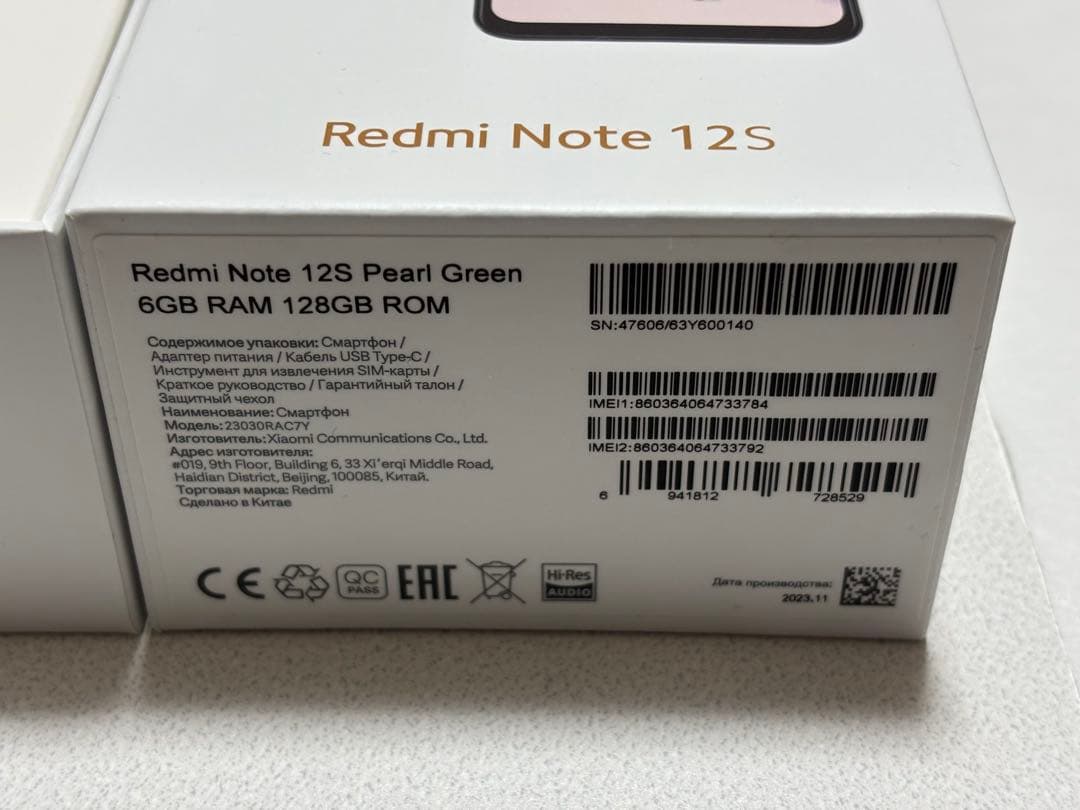 Redmi Note 12S
Redmi Note 12S Pearl Green
6GB RAM 128GB ROM
Содержимое упаковки: Смартфон /
Адаптер питания / Кабель USB Type-C /
Инструмент для извлечения SIM-карты /
Краткое руководство / Гарантийный талон /
Защитный чехол
Наименование: Смартфон
Модель: 23030RAC7Y
Изготовитель: Xiaomi Communications Co., Ltd.
Адрес изготовителя:
#019, 9th Floor, Building 6, 33 Xi'erqi Middle Road,
Haidian District, Beijing, 100085, Китай.
Торговая марка: Redmi
Сделано в Китае
SN:47606/63Y600140
IMEI1:860364064733784
IMEI2:860364064733792
6 941812 728529
CE
QC
PASS
EAC
Hi-Res
AUDIO
Дата производства:
2023.11